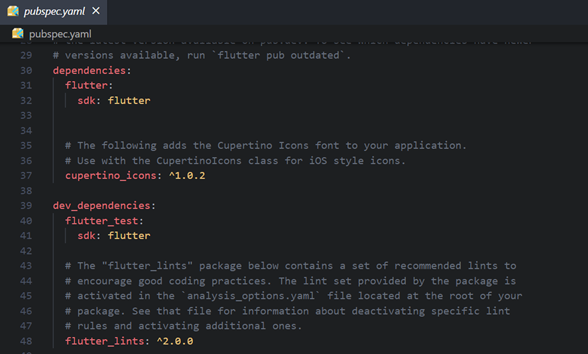 pubspec.yaml ×
pubspec.yaml
29 # versions available, run `flutter pub outdated`.
30 dependencies:
31 flutter:
32 sdk: flutter
33
34
35 # The following adds the Cupertino Icons font to your application.
36 # Use with the CupertinoIcons class for iOS style icons.
37 cupertino_icons: ^1.0.2
38
39 dev_dependencies:
40 flutter_test:
41 sdk: flutter
42
43 # The "flutter_lints" package below contains a set of recommended lints to
44 # encourage good coding practices. The lint set provided by the package is
45 # activated in the `analysis_options.yaml` file located at the root of your
46 # package. See that file for information about deactivating specific lint
47 # rules and activating additional ones.
48 flutter_lints: ^2.0.0